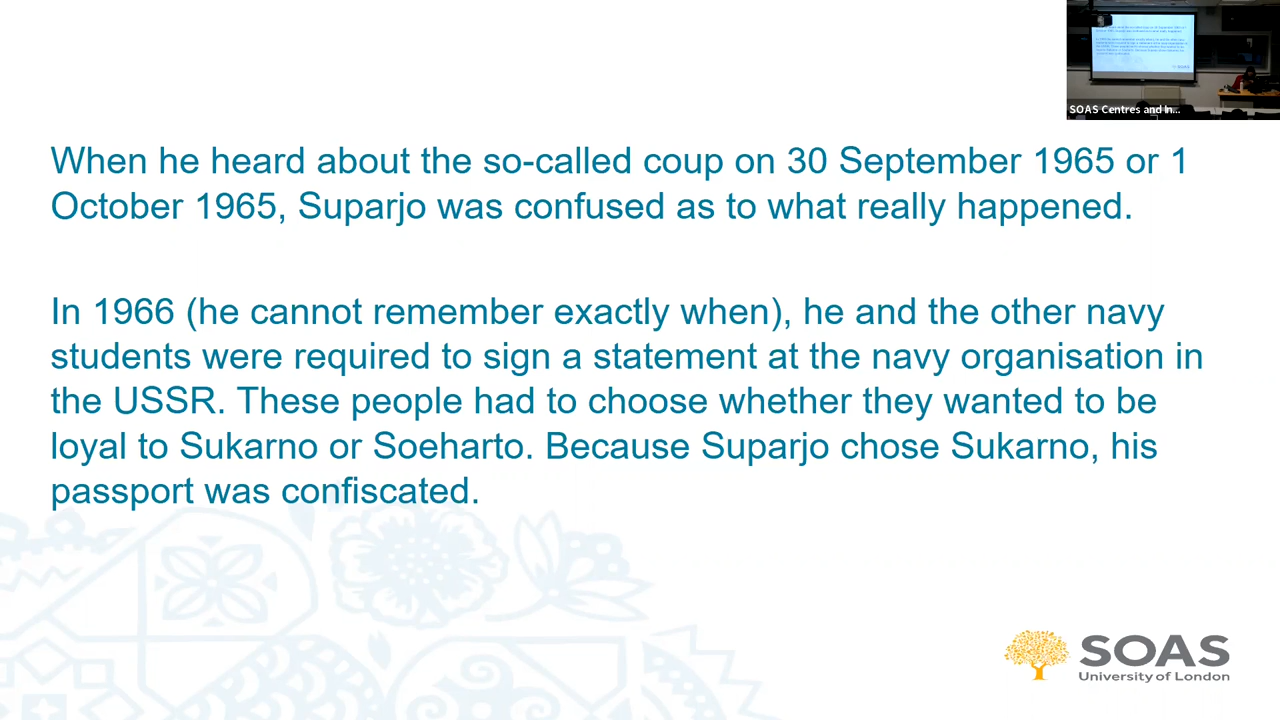 SOAS Centres and In...
When he heard about the so-called coup on 30 September 1965 or 1
October 1965, Suparjo was confused as to what really happened.
In 1966 (he cannot remember exactly when), he and the other navy
students were required to sign a statement at the navy organisation in
the USSR. These people had to choose whether they wanted to be
loyal to Sukarno or Soeharto. Because Suparjo chose Sukarno, his
passport was confiscated.
SOAS
University of London